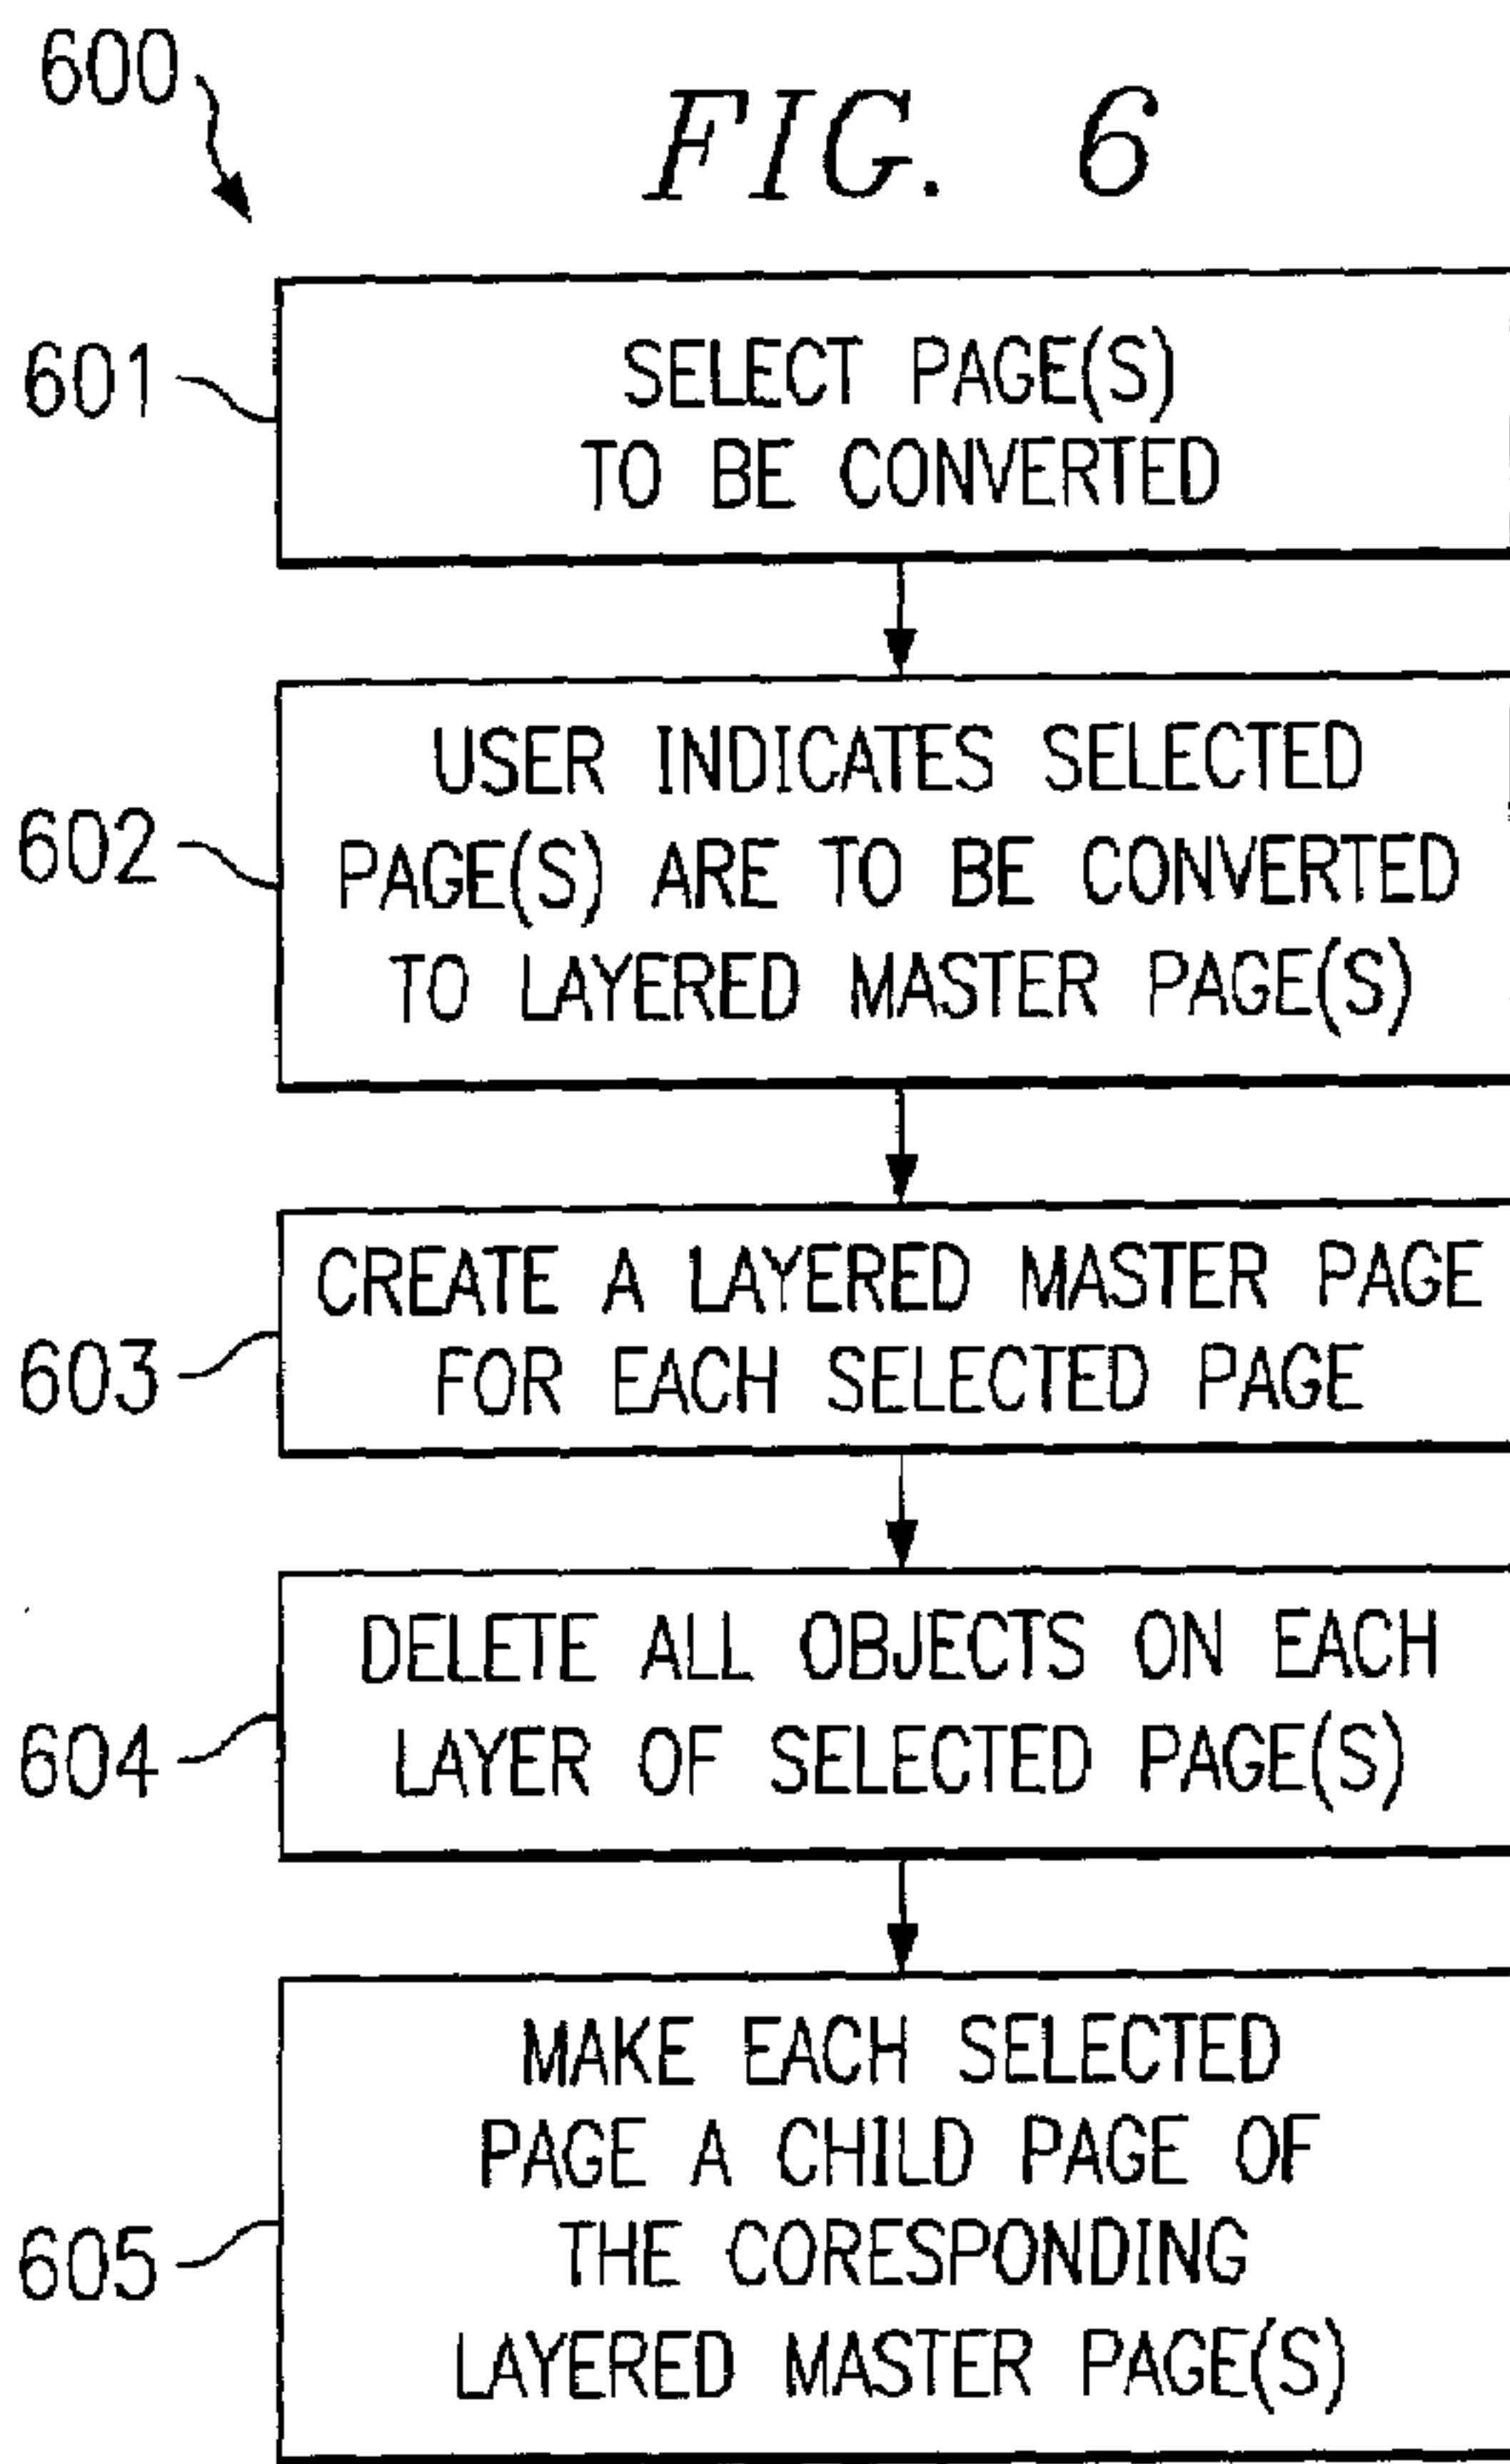 600
FIG. 6
601
SELECT PAGE(S)
TO BE CONVERTED
602
USER INDICATES SELECTED
PAGE(S) ARE TO BE CONVERTED
TO LAYERED MASTER PAGE(S)
603
CREATE A LAYERED MASTER PAGE
FOR EACH SELECTED PAGE
604
DELETE ALL OBJECTS ON EACH
LAYER OF SELECTED PAGE(S)
605
MAKE EACH SELECTED
PAGE A CHILD PAGE OF
THE CORESPONDING
LAYERED MASTER PAGE(S)